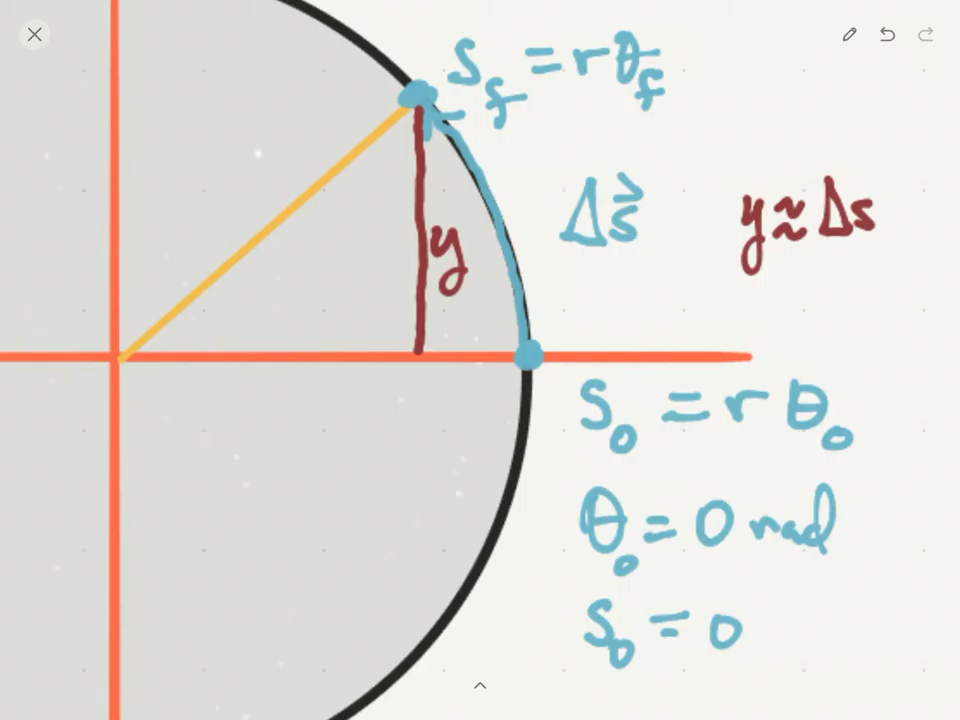 S_f = rθ_f
Δs⃗
y ≈ Δs
y
S_0 = rθ_0
θ_0 = 0 rad
S_0 = 0